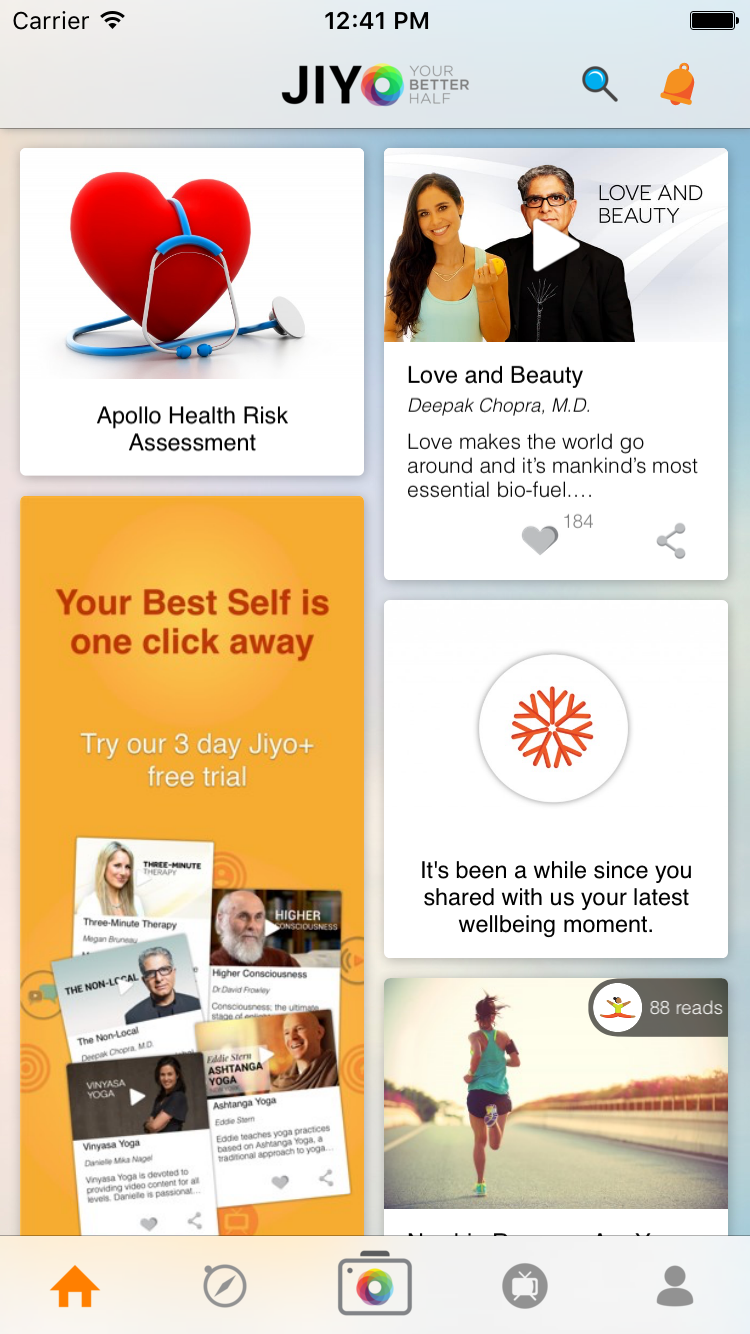 Carrier
12:41 PM
JIYO
YOUR
BETTER
HALF
Apollo Health Risk
Assessment
LOVE AND
BEAUTY
Love and Beauty
Deepak Chopra, M.D.
Love makes the world go
around and it's mankind's most
essential bio-fuel....
184
Your Best Self is
one click away
Try our 3 day Jiyo+
free trial
THREE-MINUTE
THERAPY
Three-Minute Therapy
Megan Bruneau
HIGHER
CONSCIOUSNESS
Higher Consciousness
Dr.David Frowley
Consciousness; the ultimate
stage of
THE NON-LOCAL
The Non-Local
Deepak Chopra, M.D.
Eddie Stern
ASHTANGA
YOGA
NEW YORK
Ashtanga Yoga
Eddie Stern
Eddie teaches yoga practices
based on Ashtanga Yoga, a
traditional approach to yoga...
VINYASA
YOGA
Vinyasa Yoga
Danielle Mika Nagel
Vinyasa Yoga is devoted to
providing video content for all
levels. Danielle is passionat...
It's been a while since you
shared with us your latest
wellbeing moment.
88 reads